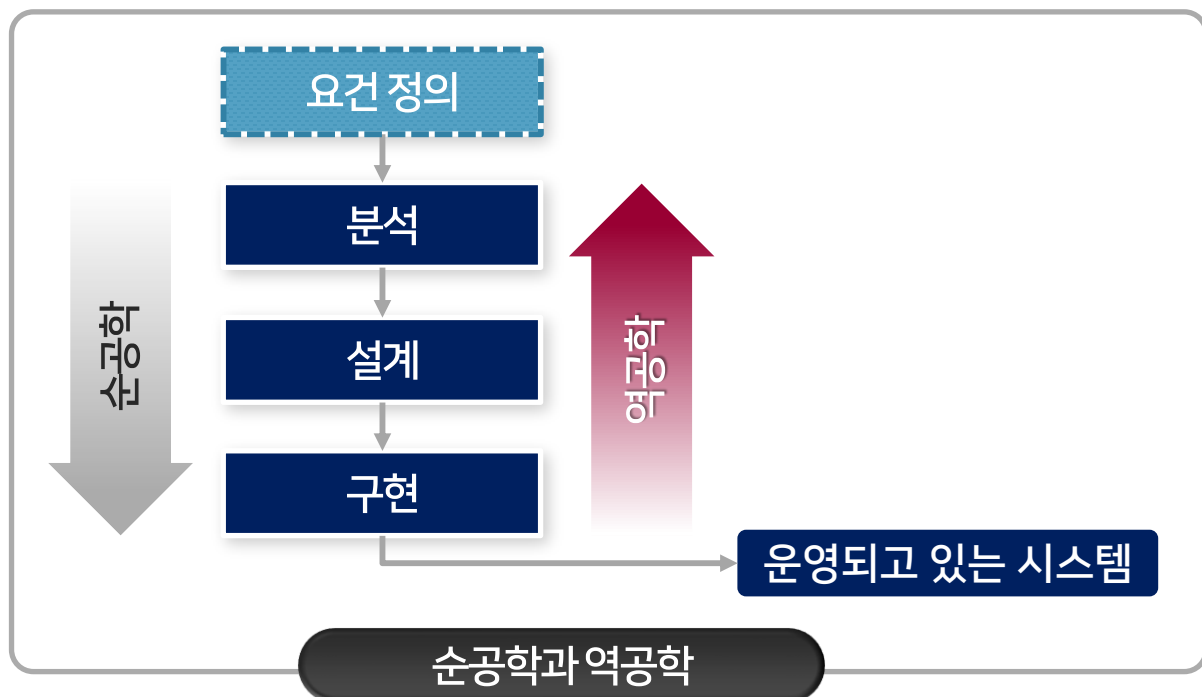 요건 정의
분석
순공학
역공학
설계
구현
운영되고 있는 시스템
순공학과 역공학